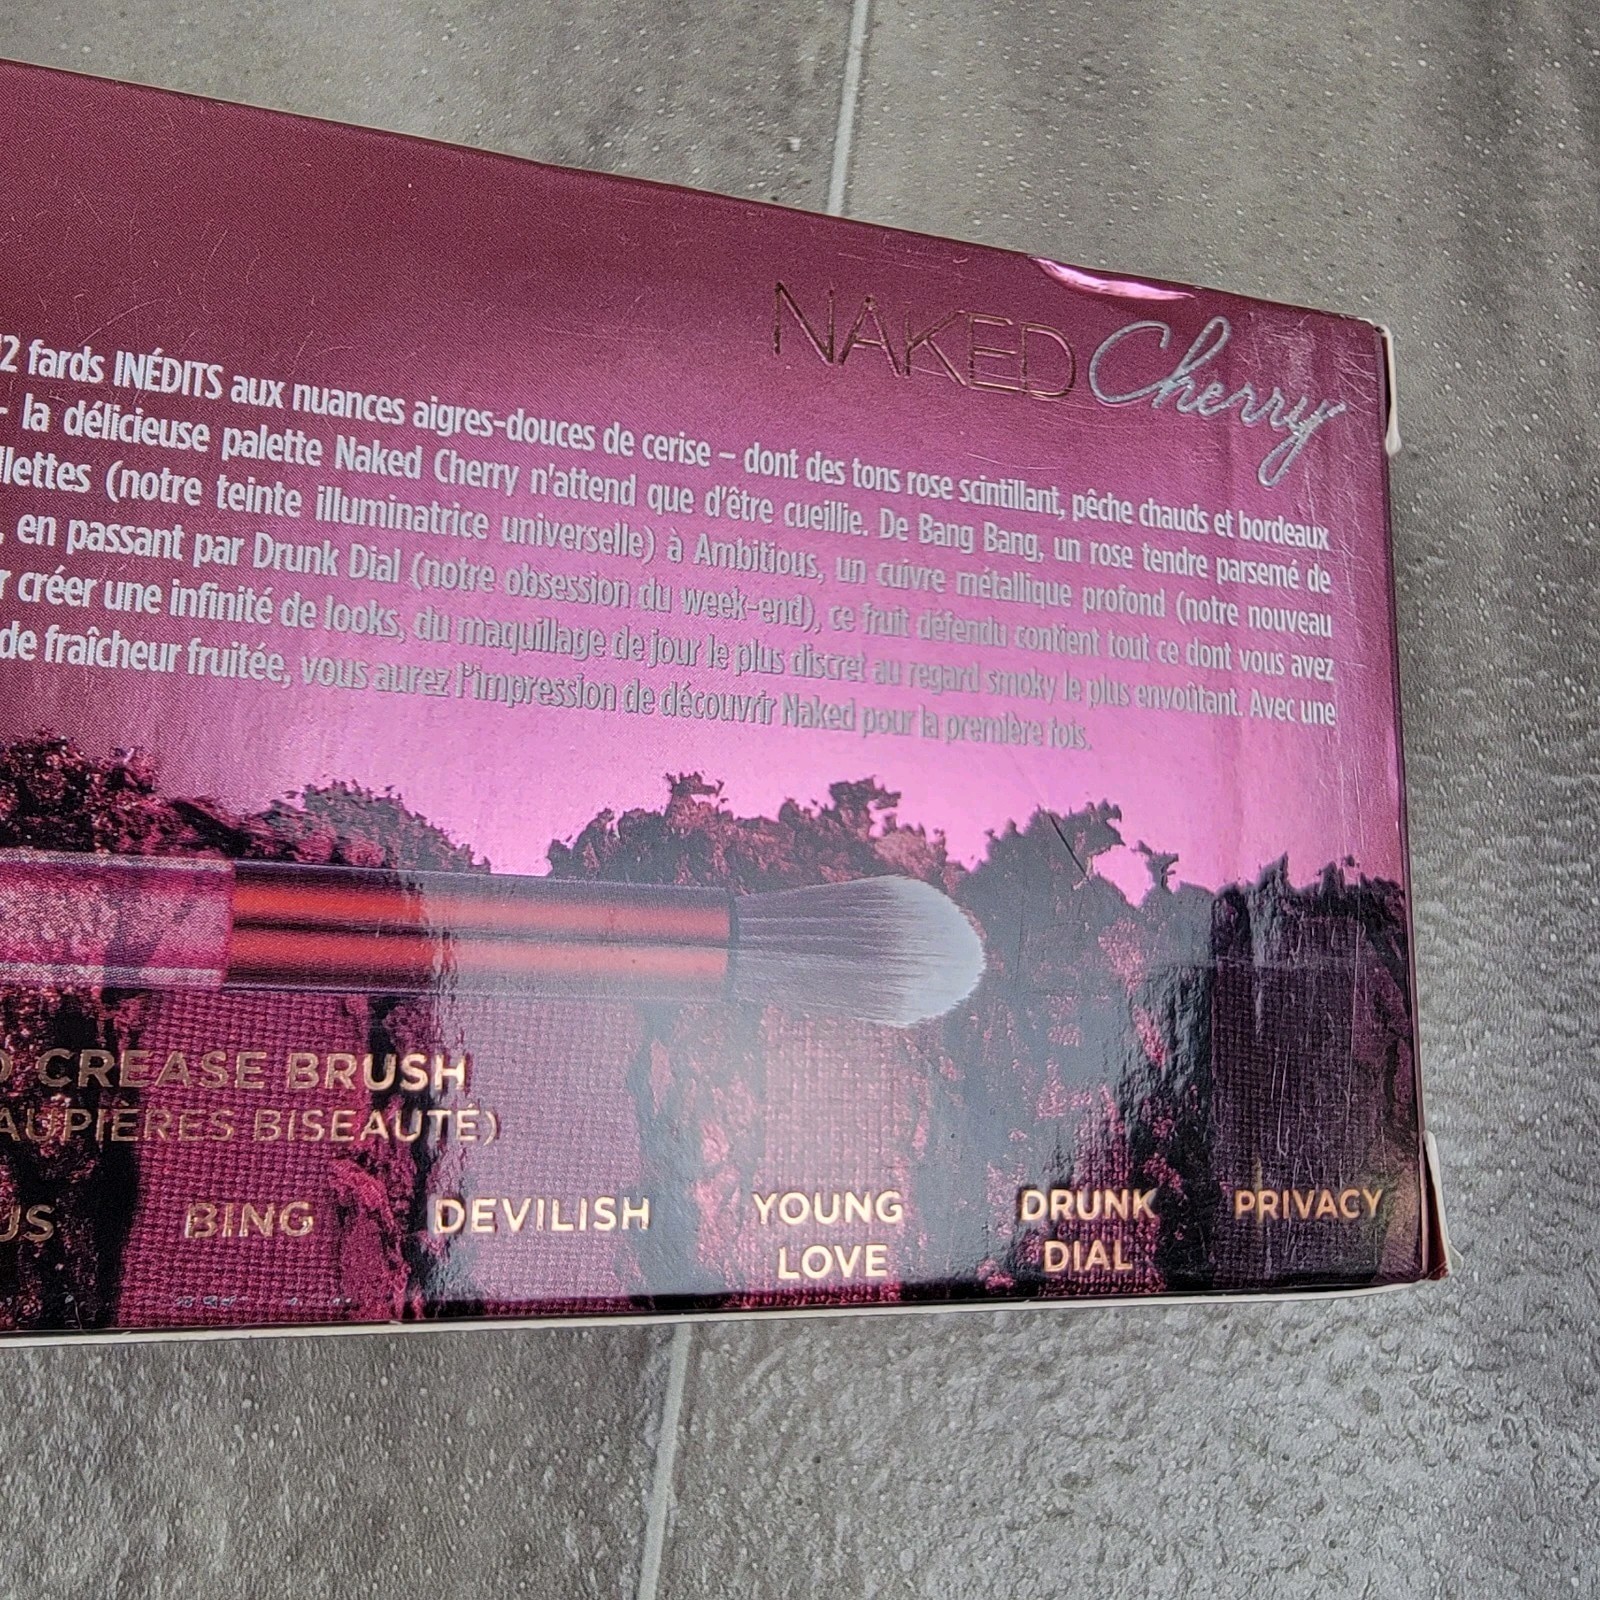 NAKED Cherry
12 fards INÉDITS aux nuances aigres-douces de cerise – dont des tons rose scintillant, pêche chauds et bordeaux
– la délicieuse palette Naked Cherry n'attend que d'être cueillie. De Bang Bang, un rose tendre parsemé de
llettes (notre teinte illuminatrice universelle) à Ambitious, un cuivre métallique profond (notre nouveau
, en passant par Drunk Dial (notre obsession du week-end), ce fruit défendu contient tout ce dont vous avez
r créer une infinité de looks, du maquillage de jour le plus discret au regard smoky le plus envoûtant. Avec une
de fraîcheur fruitée, vous aurez l'impression de découvrir Naked pour la première fois.
D CREASE BRUSH
AUPIÈRES BISEAUTÉ)
US BING DEVILISH YOUNG LOVE DRUNK DIAL PRIVACY